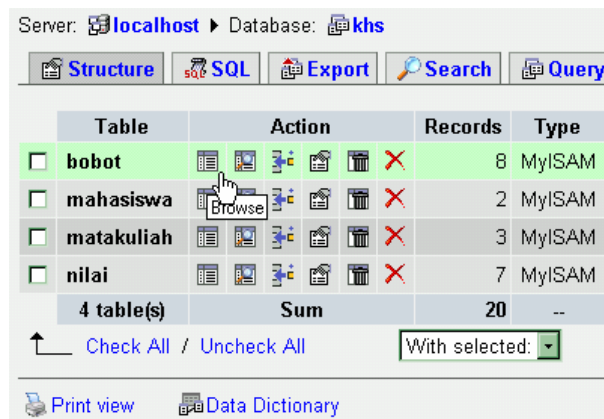 Server: localhost ▸ Database: khs
Structure SQL Export Search Query
Table Action Records Type
bobot 8 MyISAM
mahasiswa 2 MyISAM
Browse
matakuliah 3 MyISAM
nilai 7 MyISAM
4 table(s) Sum 20 --
Check All / Uncheck All With selected:
Print view Data Dictionary